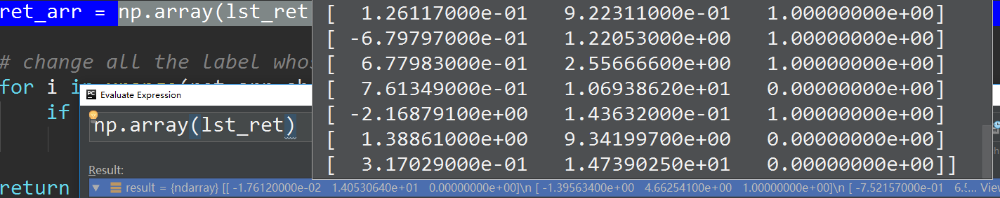 ret_arr = np.array(lst_ret
# change all the label whos
for i in
if
return
Evaluate Expression
np.array(lst_ret)
Result:
result = {ndarray} [[ -1.76120000e-02 1.40530640e+01 0.00000000e+00]\n [ -1.39563400e+00 4.66254100e+00 1.00000000e+00]\n [ -7.52157000e-01 6.5... View
[ 1.26117000e-01 9.22311000e-01 1.00000000e+00]
[ -6.79797000e-01 1.22053000e+00 1.00000000e+00]
[ 6.77983000e-01 2.55666600e+00 1.00000000e+00]
[ 7.61349000e-01 1.06938620e+01 0.00000000e+00]
[ -2.16879100e+00 1.43632000e-01 1.00000000e+00]
[ 1.38861000e+00 9.34199700e+00 0.00000000e+00]
[ 3.17029000e-01 1.47390250e+01 0.00000000e+00]]